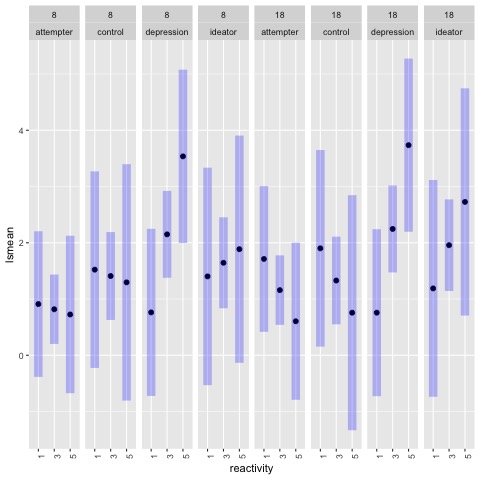 8 8 8 8 18 18 18 18
attempter control depression ideator attempter control depression ideator
4
2
0
lsmean
1 3 5 1 3 5 1 3 5 1 3 5 1 3 5 1 3 5 1 3 5 1 3 5
reactivity